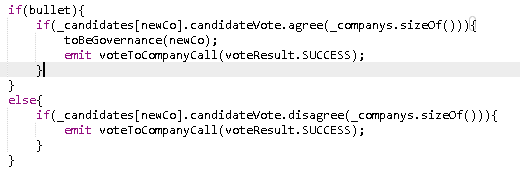 if(bullet){
    if(_candidates[newCo].candidateVote.agree(_companys.sizeOf())){
        toBeGovernance(newCo);
        emit voteToCompanyCall(voteResult.SUCCESS);
    }
}
else{
    if(_candidates[newCo].candidateVote.disagree(_companys.sizeOf())){
        emit voteToCompanyCall(voteResult.SUCCESS);
    }
}